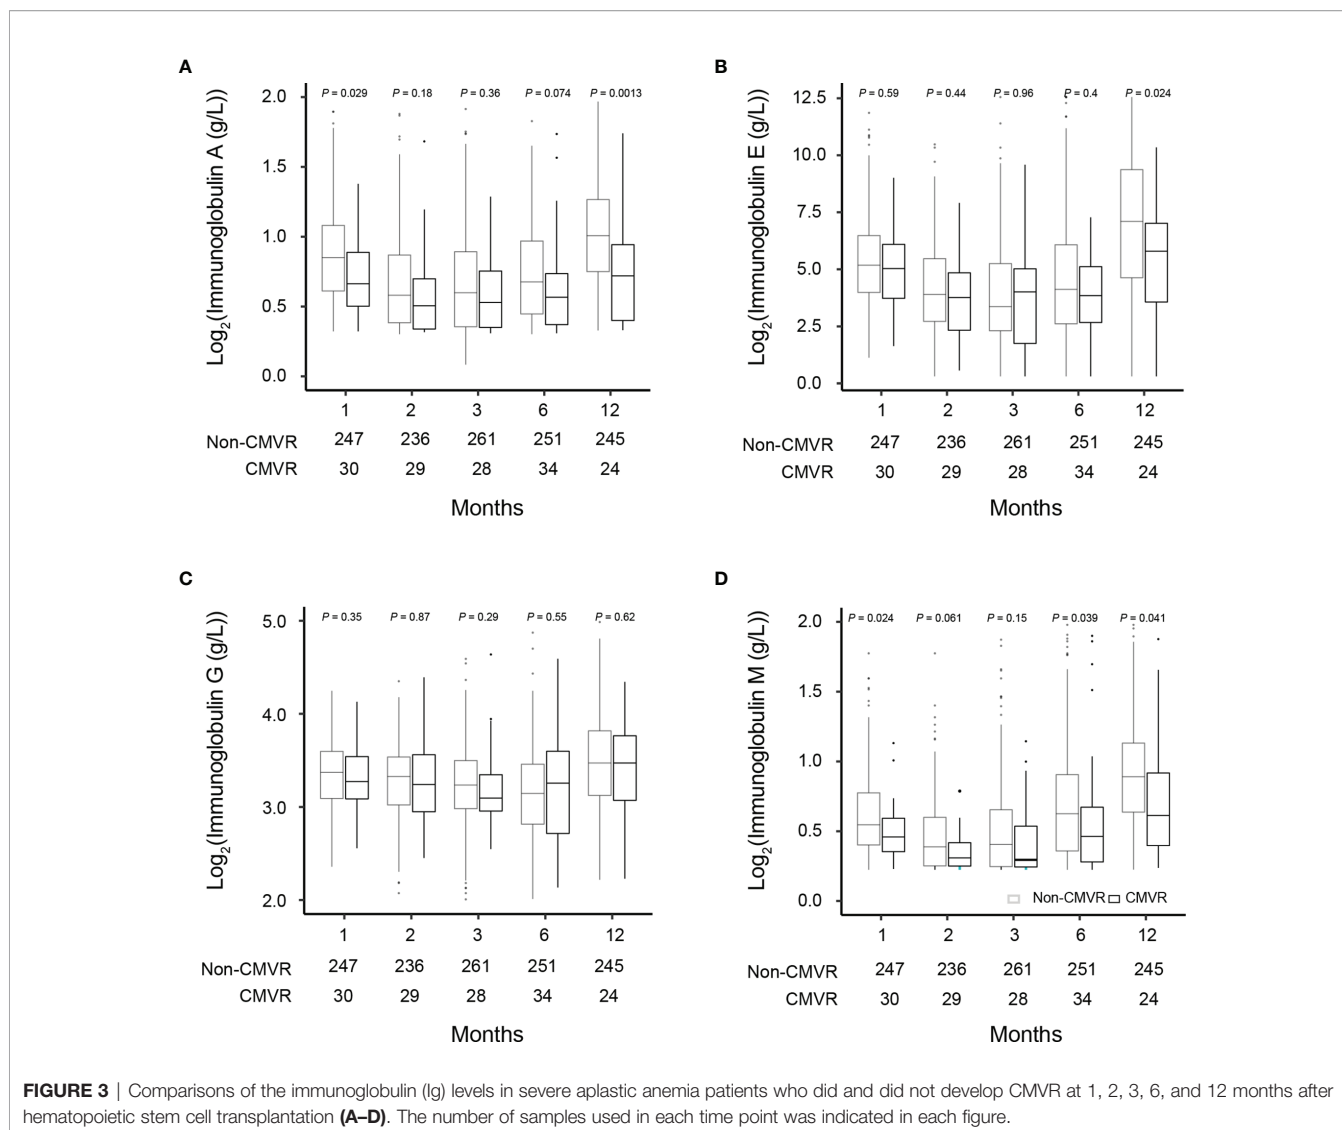 A
Log2(Immunoglobulin A (g/L))
2.0
1.5
1.0
0.5
0.0
P = 0.029 P = 0.18 P = 0.36 P = 0.074 P = 0.0013
1 2 3 6 12
Non-CMVR 247 236 261 251 245
CMVR 30 29 28 34 24
Months
B
Log2(Immunoglobulin E (g/L))
12.5
10.0
7.5
5.0
2.5
0.0
P = 0.59 P = 0.44 P = 0.96 P = 0.4 P = 0.024
1 2 3 6 12
Non-CMVR 247 236 261 251 245
CMVR 30 29 28 34 24
Months
C
Log2(Immunoglobulin G (g/L))
5.0
4.0
3.0
2.0
P = 0.35 P = 0.87 P = 0.29 P = 0.55 P = 0.62
1 2 3 6 12
Non-CMVR 247 236 261 251 245
CMVR 30 29 28 34 24
Months
D
Log2(Immunoglobulin M (g/L))
2.0
1.5
1.0
0.5
0.0
P = 0.024 P = 0.061 P = 0.15 P = 0.039 P = 0.041
Non-CMVR CMVR
1 2 3 6 12
Non-CMVR 247 236 261 251 245
CMVR 30 29 28 34 24
Months
FIGURE 3 | Comparisons of the immunoglobulin (Ig) levels in severe aplastic anemia patients who did and did not develop CMVR at 1, 2, 3, 6, and 12 months after
hematopoietic stem cell transplantation (A–D). The number of samples used in each time point was indicated in each figure.